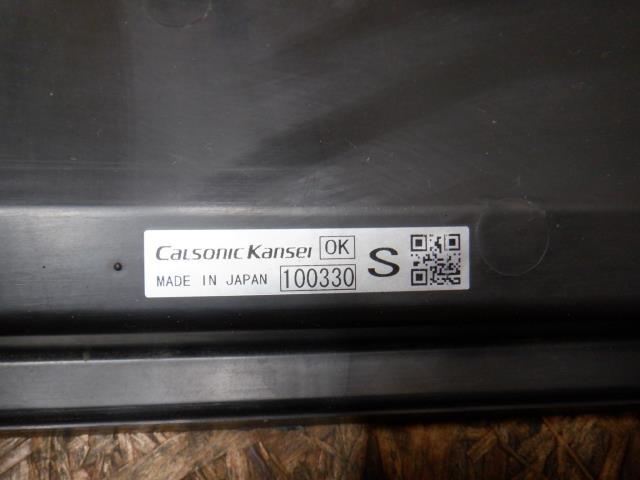 CalsonicKansei OK
MADE IN JAPAN 100330 S